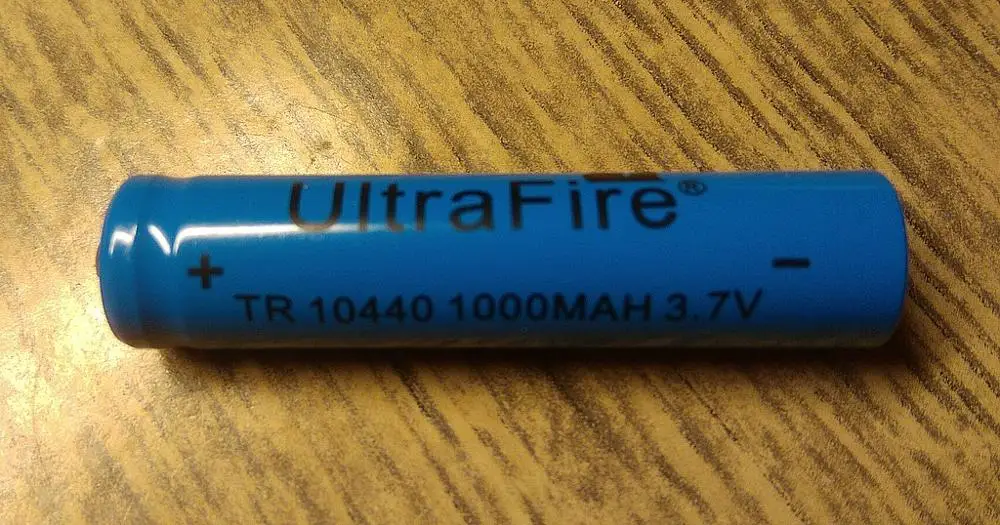 UltraFire®
+ -
TR 10440 1000MAH 3.7V